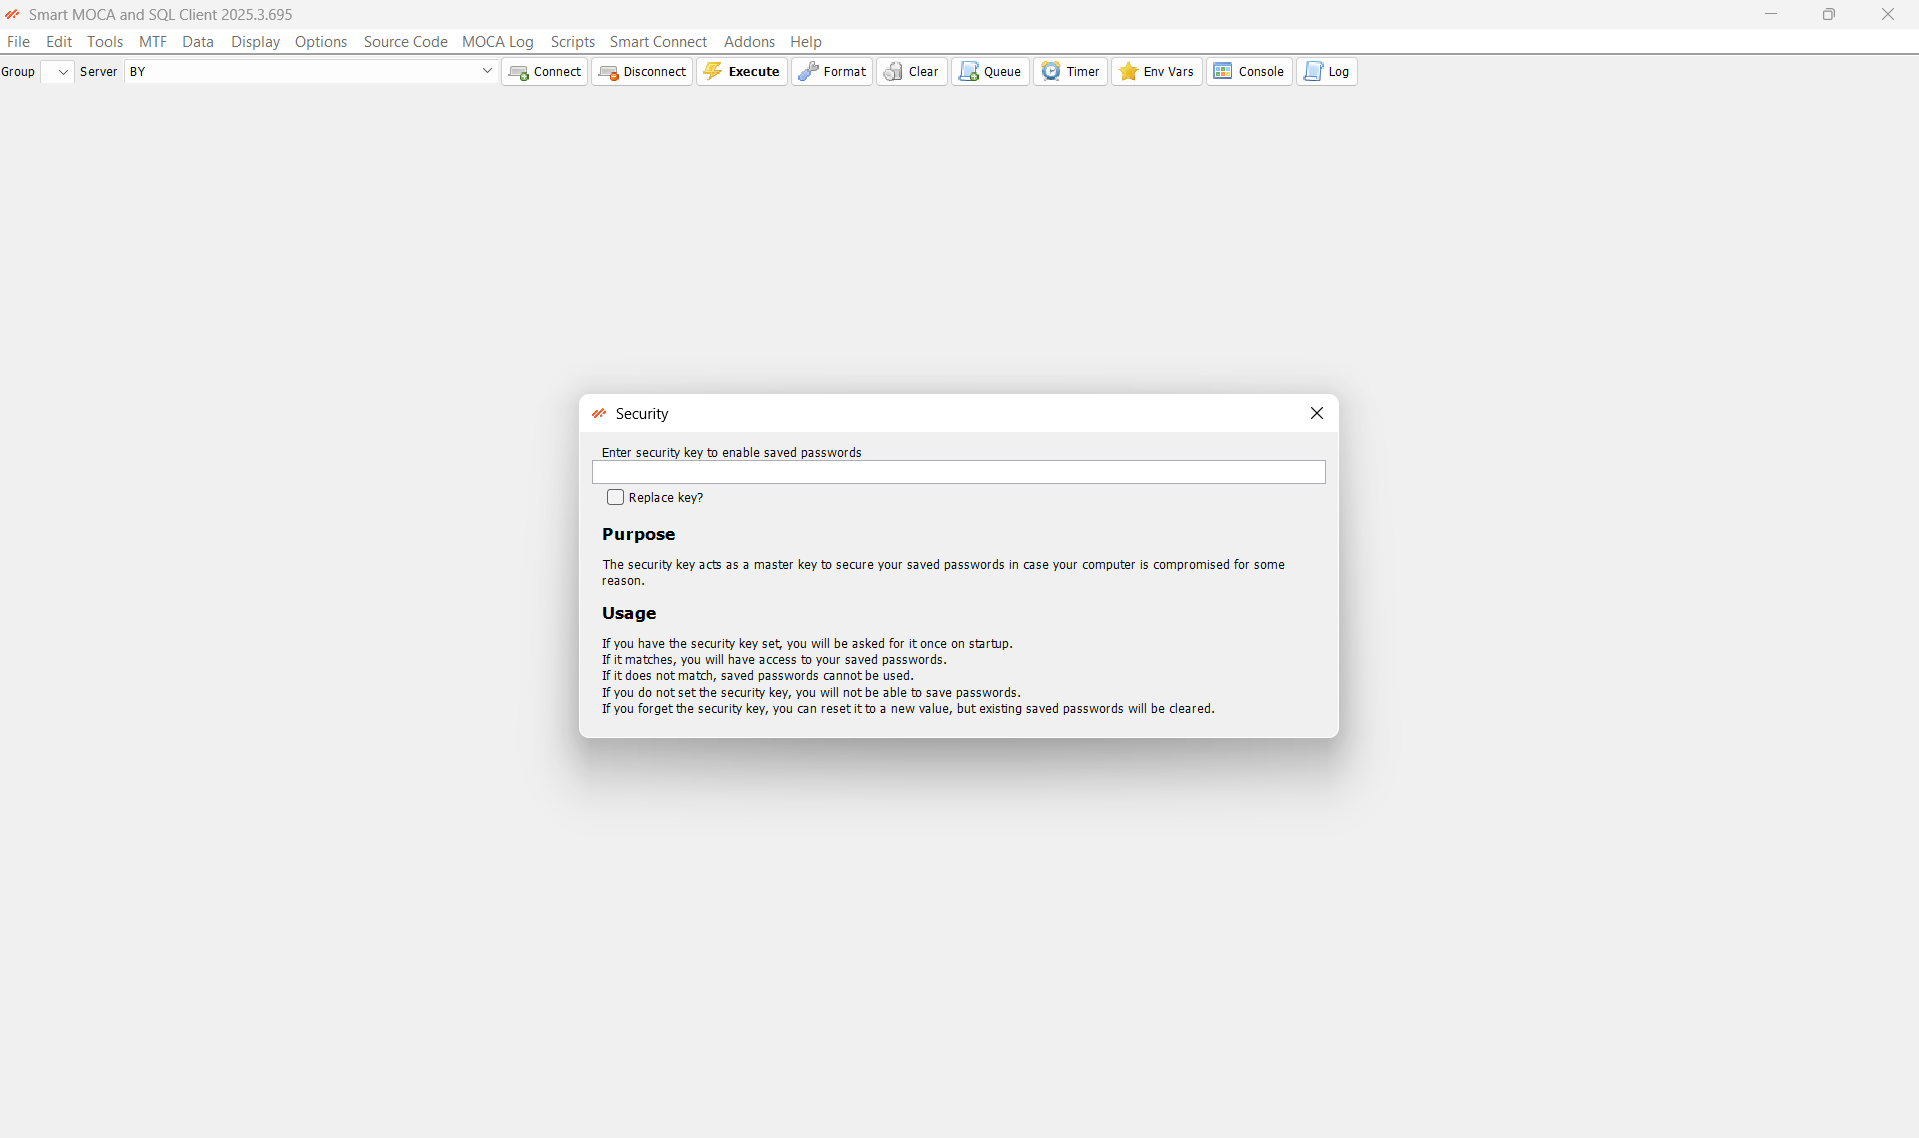 Smart MOCA and SQL Client 2025.3.695
File Edit Tools MTF Data Display Options Source Code MOCA Log Scripts Smart Connect Addons Help
Group Server BY Connect Disconnect Execute Format Clear Queue Timer Env Vars Console Log
Security
Enter security key to enable saved passwords
Replace key?
Purpose
The security key acts as a master key to secure your saved passwords in case your computer is compromised for some
reason.
Usage
If you have the security key set, you will be asked for it once on startup.
If it matches, you will have access to your saved passwords.
If it does not match, saved passwords cannot be used.
If you do not set the security key, you will not be able to save passwords.
If you forget the security key, you can reset it to a new value, but existing saved passwords will be cleared.